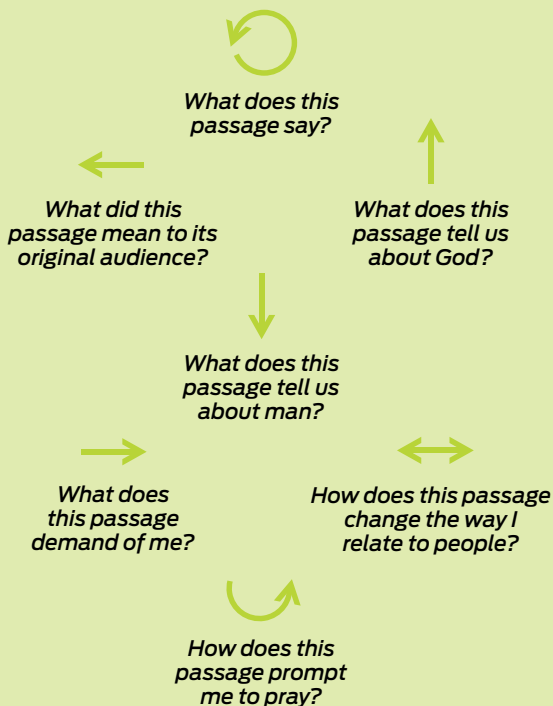 What does this
passage say?
What did this
passage mean to its
original audience?
What does this
passage tell us
about God?
What does this
passage tell us
about man?
What does
this passage
demand of me?
How does this passage
change the way I
relate to people?
How does this
passage prompt
me to pray?